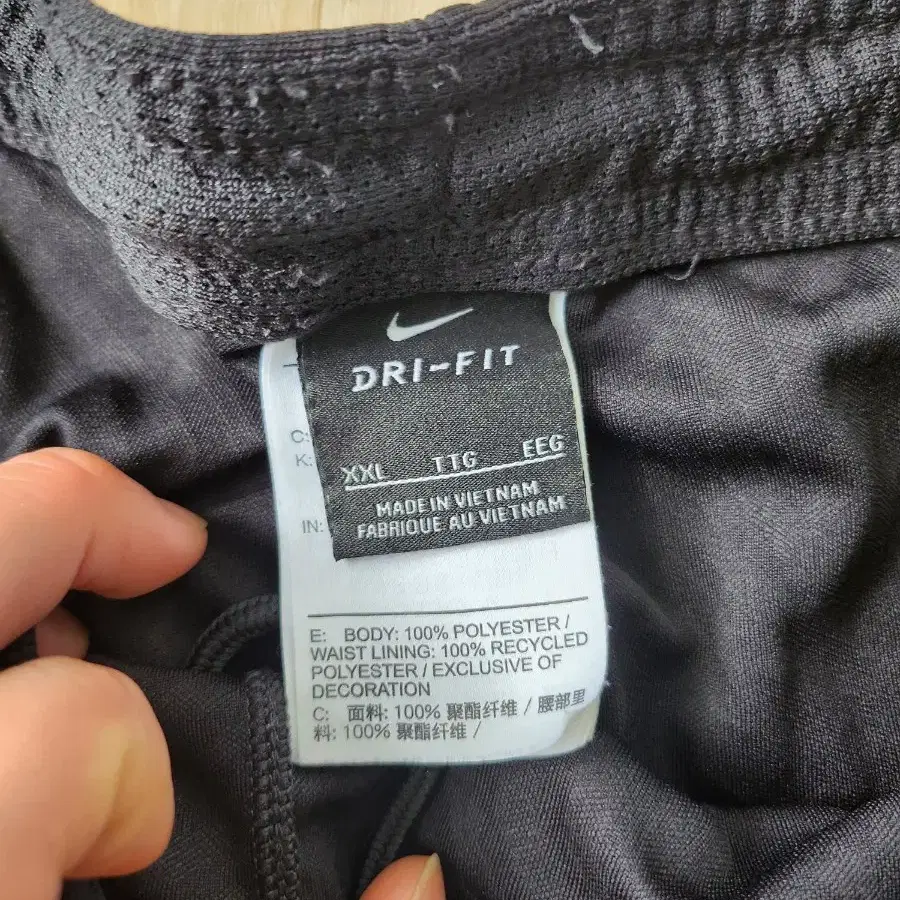 DRI-FIT
XXL TTG EEG
MADE IN VIETNAM
FABRIQUE AU VIETNAM
C:
K:
IN:
E: BODY: 100% POLYESTER /
WAIST LINING: 100% RECYCLED
POLYESTER / EXCLUSIVE OF
DECORATION
C: 面料: 100% 聚酯纤维 / 腰部里
料: 100% 聚酯纤维 /